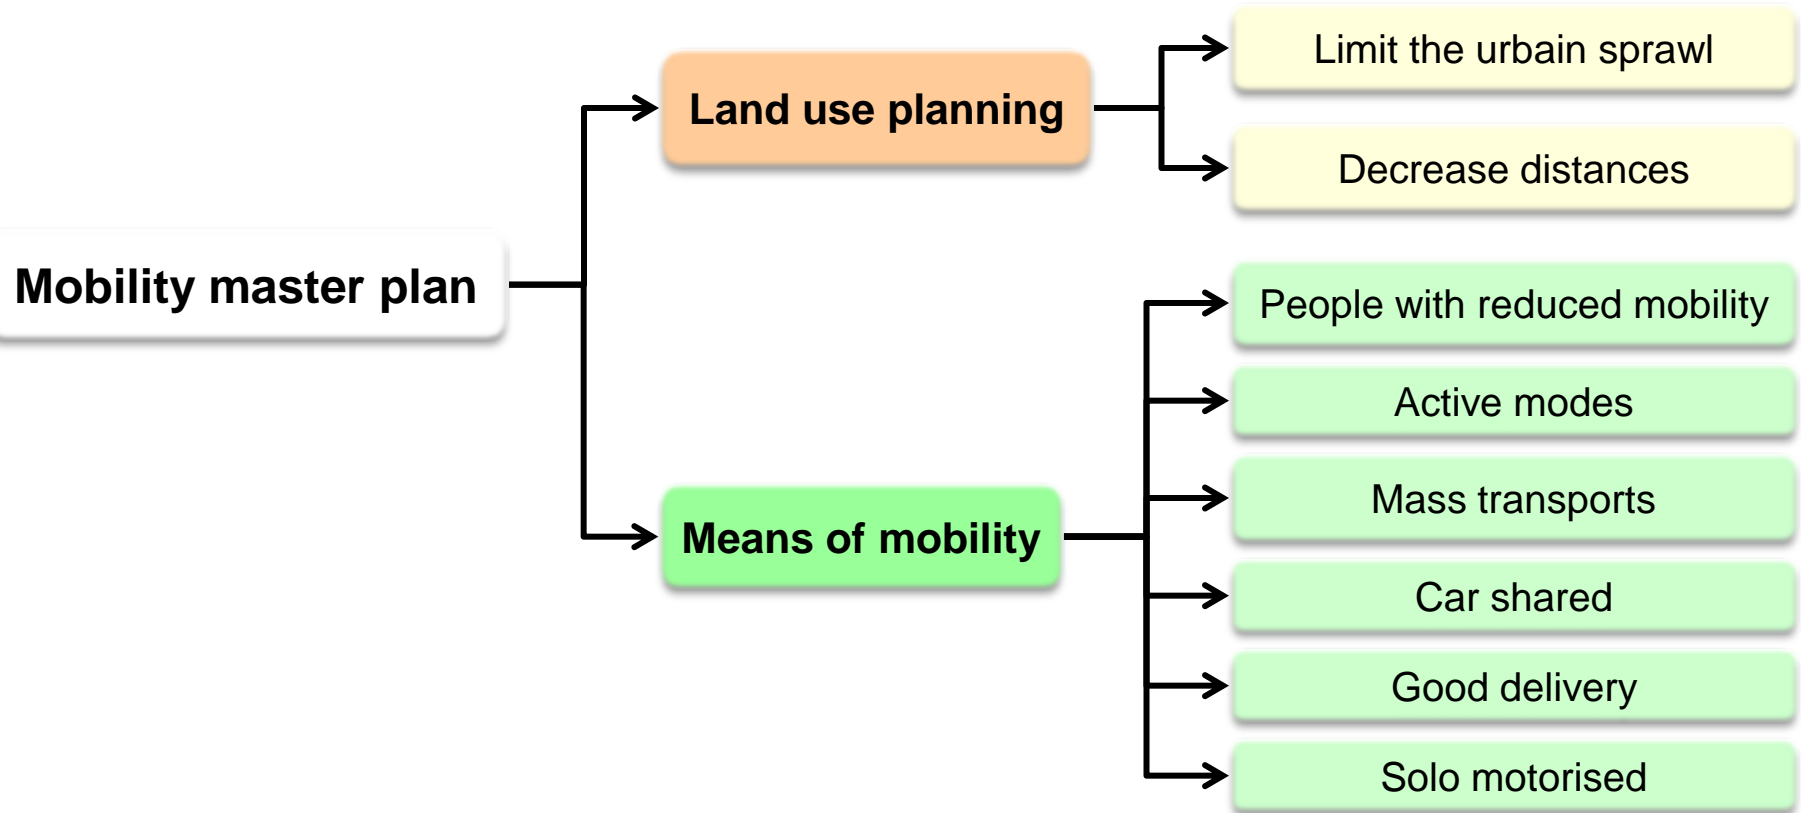 Mobility master plan
Land use planning
Limit the urbain sprawl
Decrease distances
Means of mobility
People with reduced mobility
Active modes
Mass transports
Car shared
Good delivery
Solo motorised